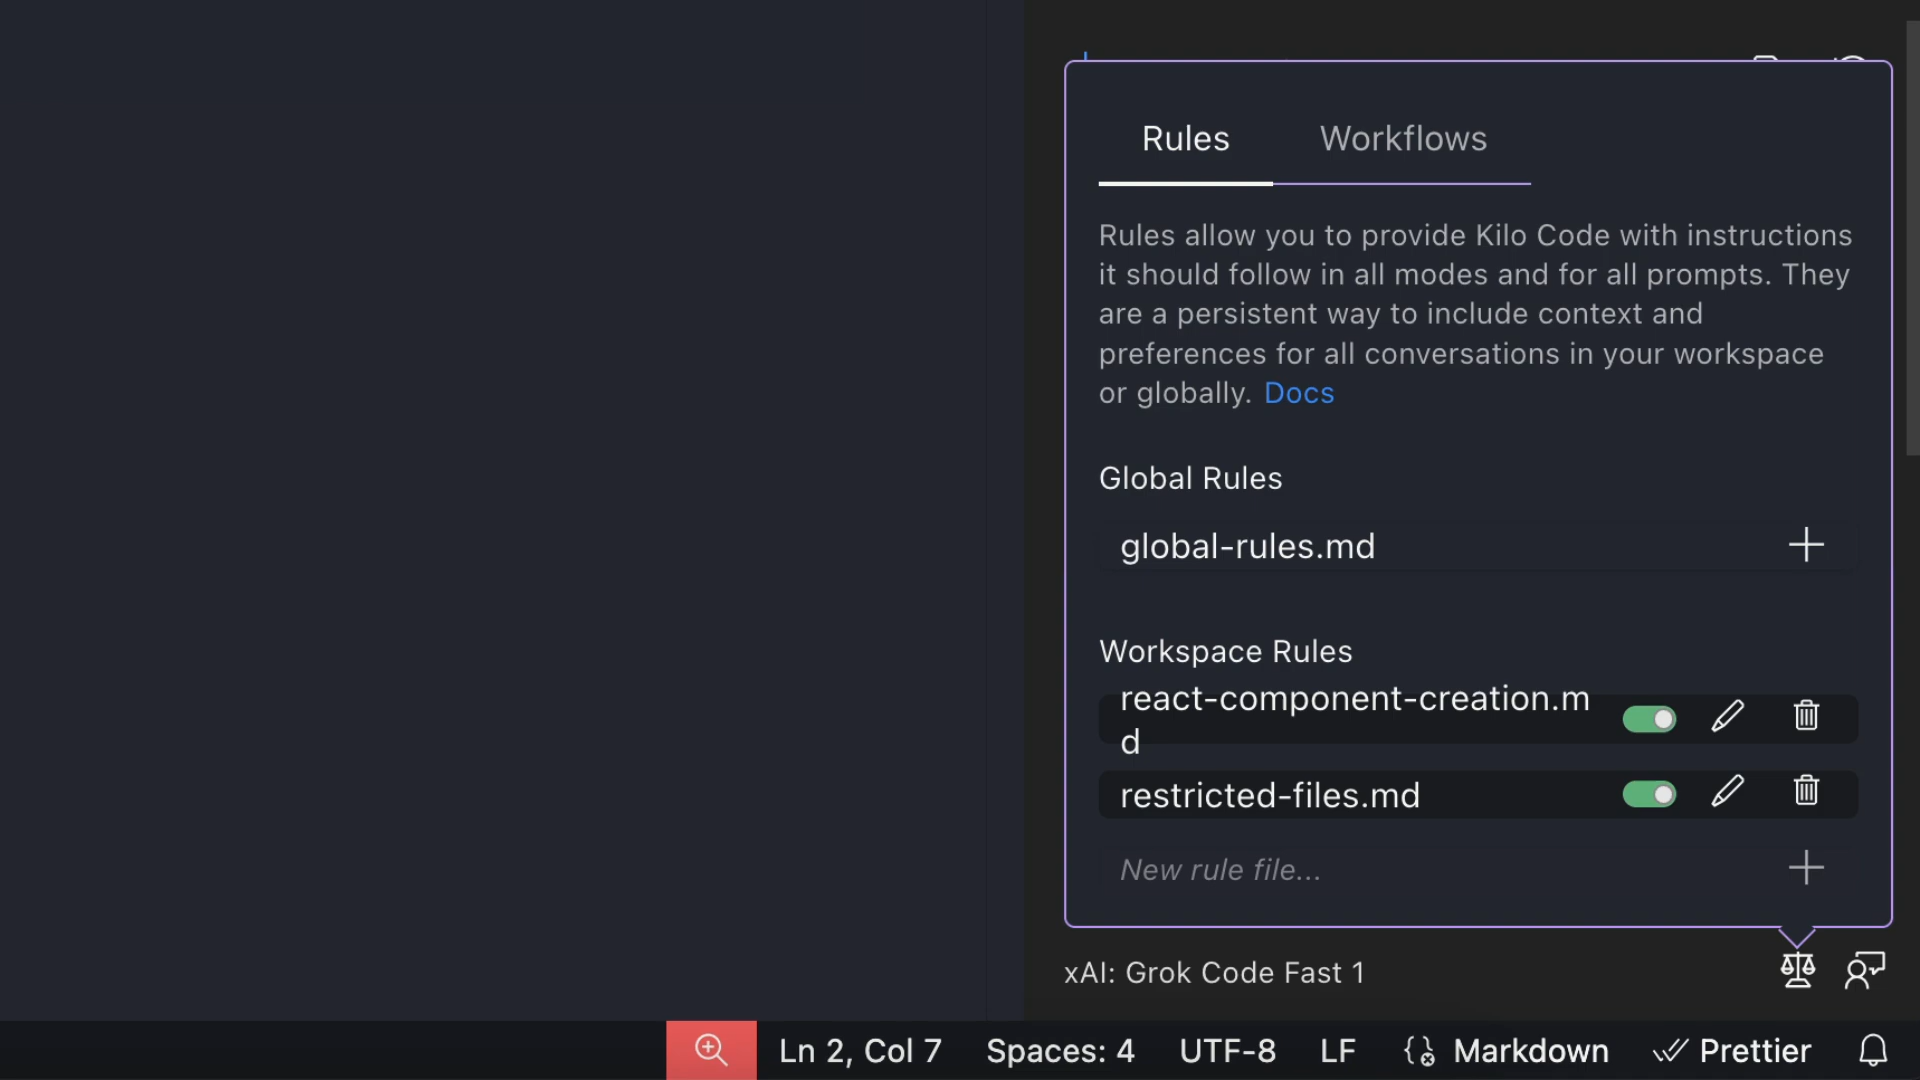 Rules Workflows
Rules allow you to provide Kilo Code with instructions
it should follow in all modes and for all prompts. They
are a persistent way to include context and
preferences for all conversations in your workspace
or globally. Docs
Global Rules
global-rules.md
Workspace Rules
react-component-creation.m
d
restricted-files.md
New rule file...
xAI: Grok Code Fast 1
Ln 2, Col 7 Spaces: 4 UTF-8 LF Markdown Prettier